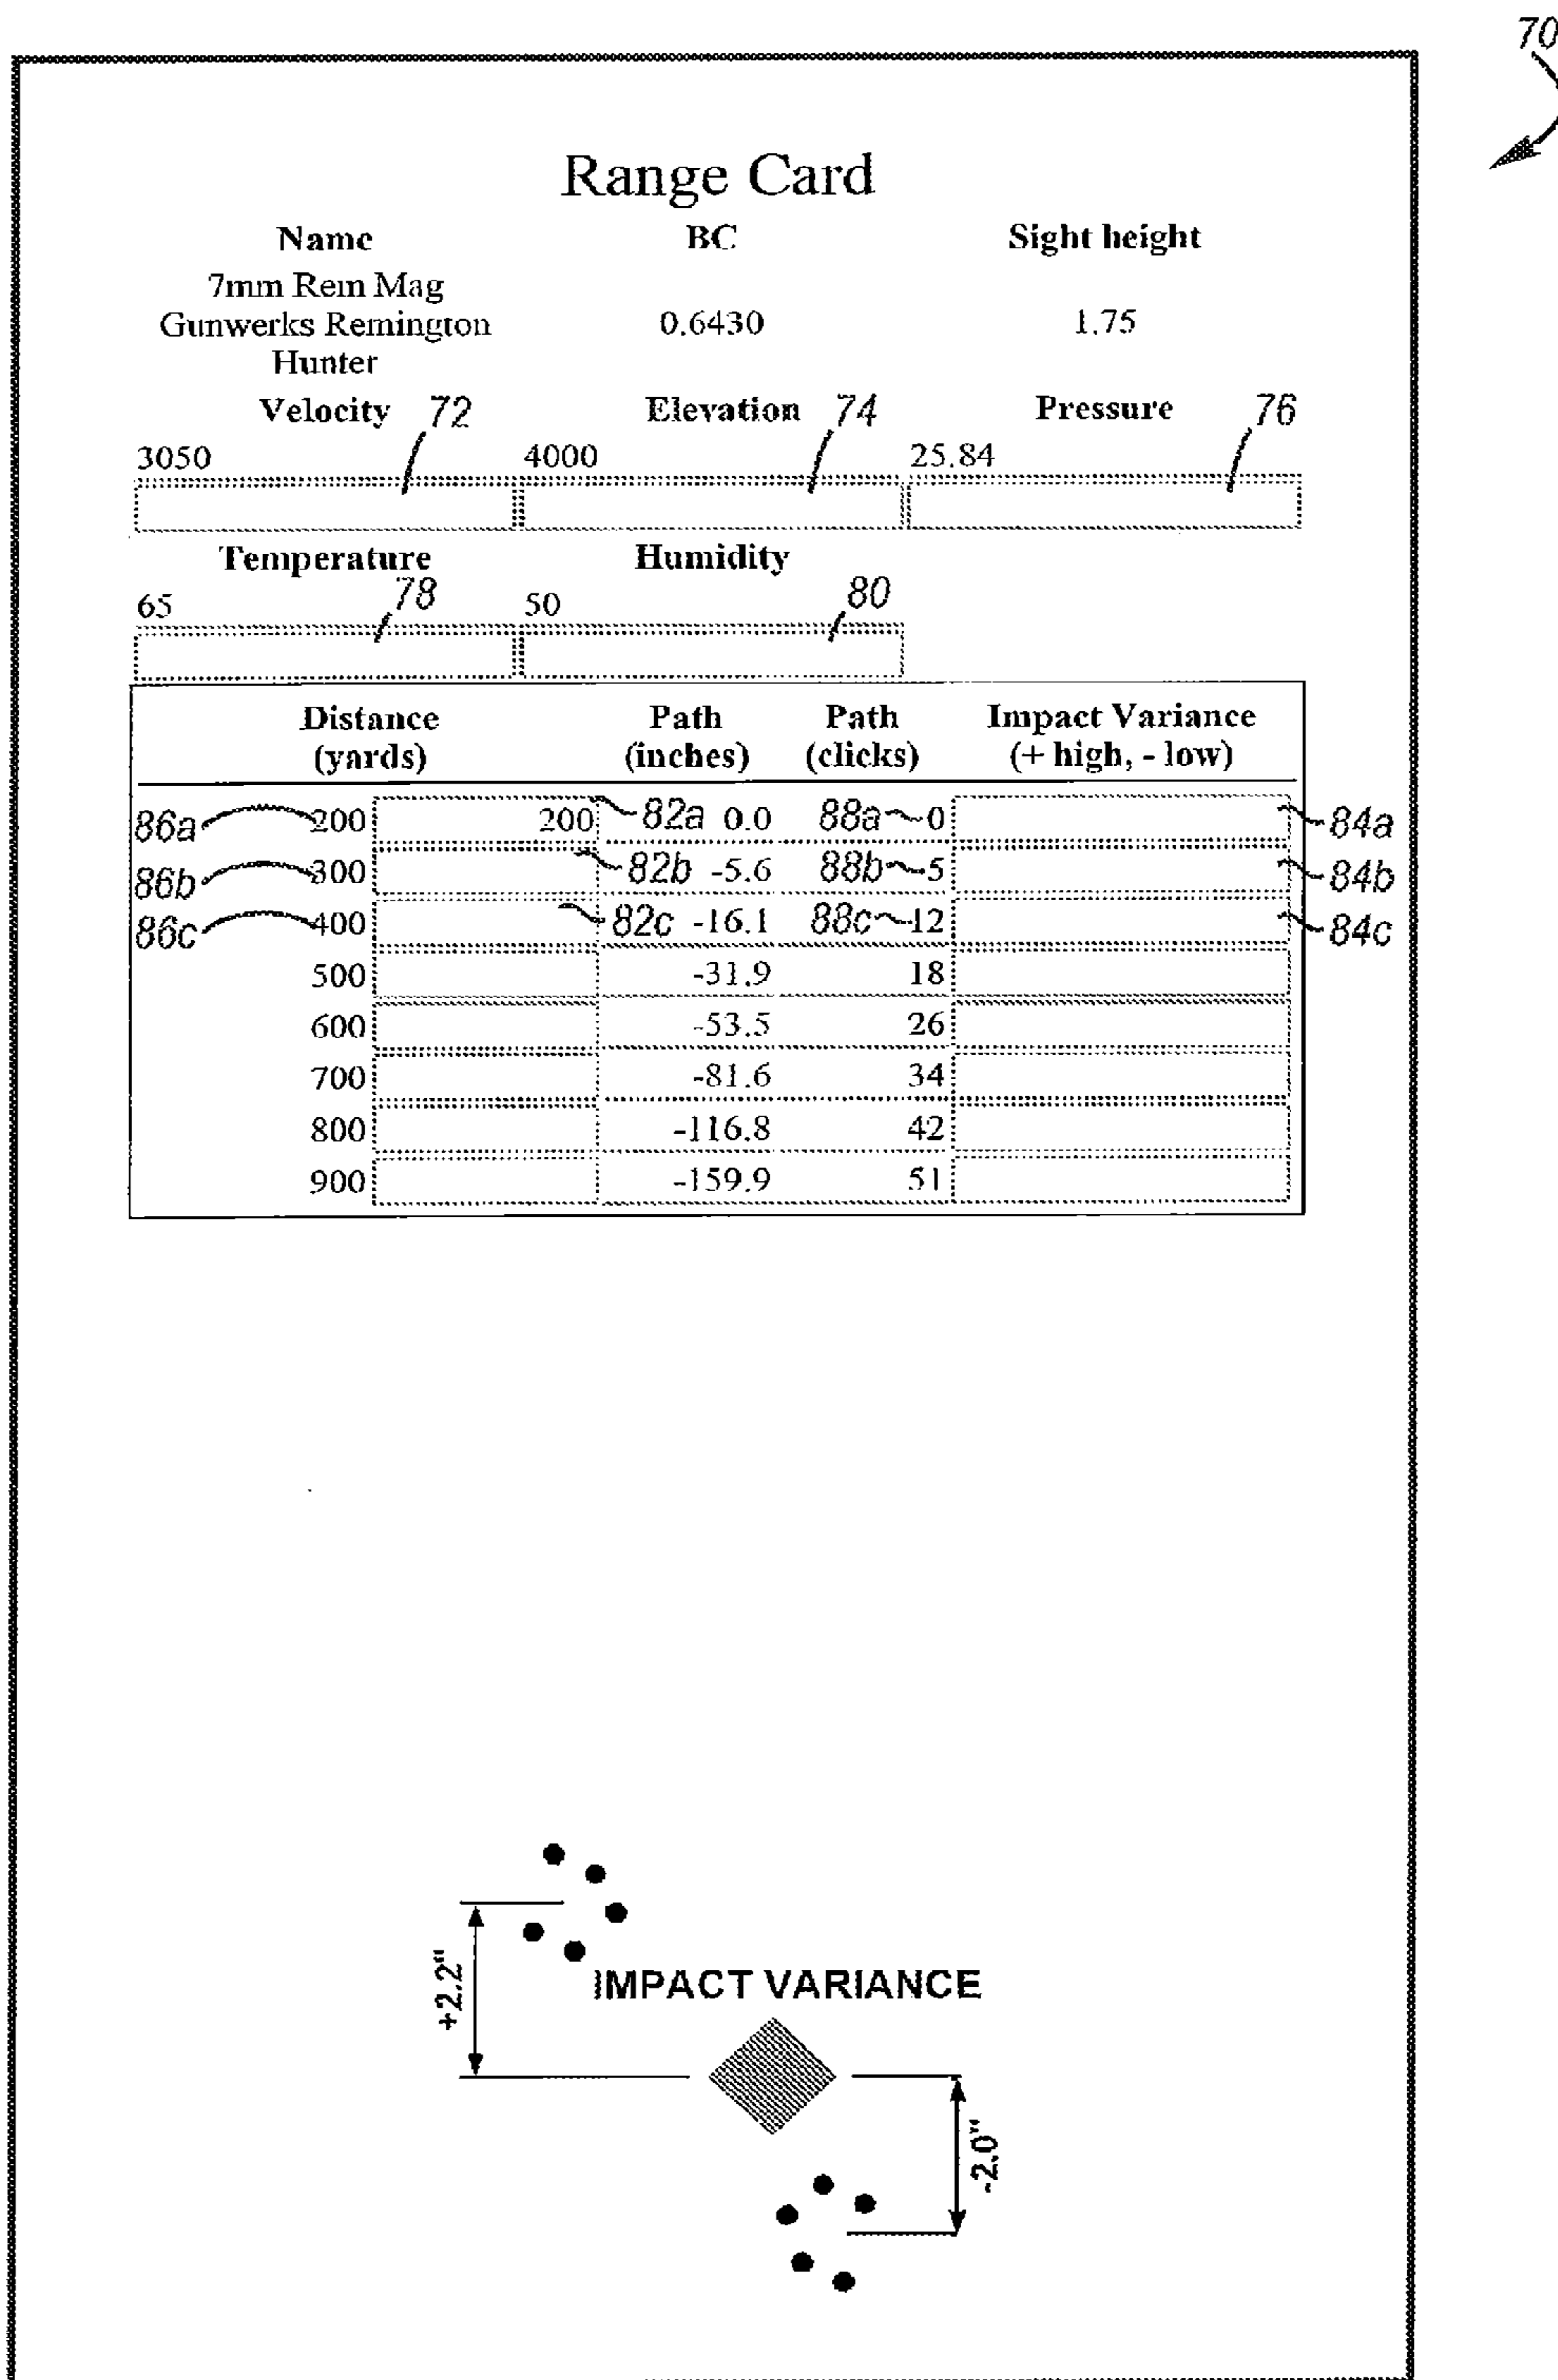 70
Range Card
Name BC Sight height
7mm Rem Mag
Gunwerks Remington 0.6430 1.75
Hunter
Velocity 72 Elevation 74 Pressure 76
3050 4000 25.84
Temperature Humidity
65 78 50 80
Distance Path Path Impact Variance
(yards) (inches) (clicks) (+ high, - low)
86a 200 200 82a 0.0 88a 0 84a
86b 300 82b -5.6 88b 5 84b
86c 400 82c -16.1 88c 12 84c
500 -31.9 18
600 -53.5 26
700 -81.6 34
800 -116.8 42
900 -159.9 51
+2.2"
IMPACT VARIANCE
-2.0"